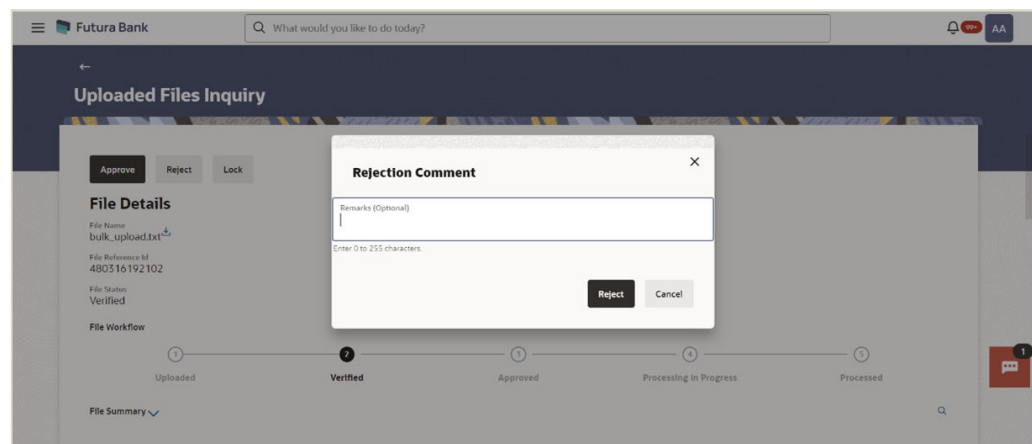 Futura Bank
What would you like to do today?
99+
AA
Uploaded Files Inquiry
Approve
Reject
Lock
File Details
File Name
bulk_upload.txt
File Reference Id
480316192102
File Status
Verified
File Workflow
Rejection Comment
Remarks (Optional)
Enter 0 to 255 characters.
Reject
Cancel
1
2
3
4
5
Uploaded
Verified
Approved
Processing In Progress
Processed
1
File Summary